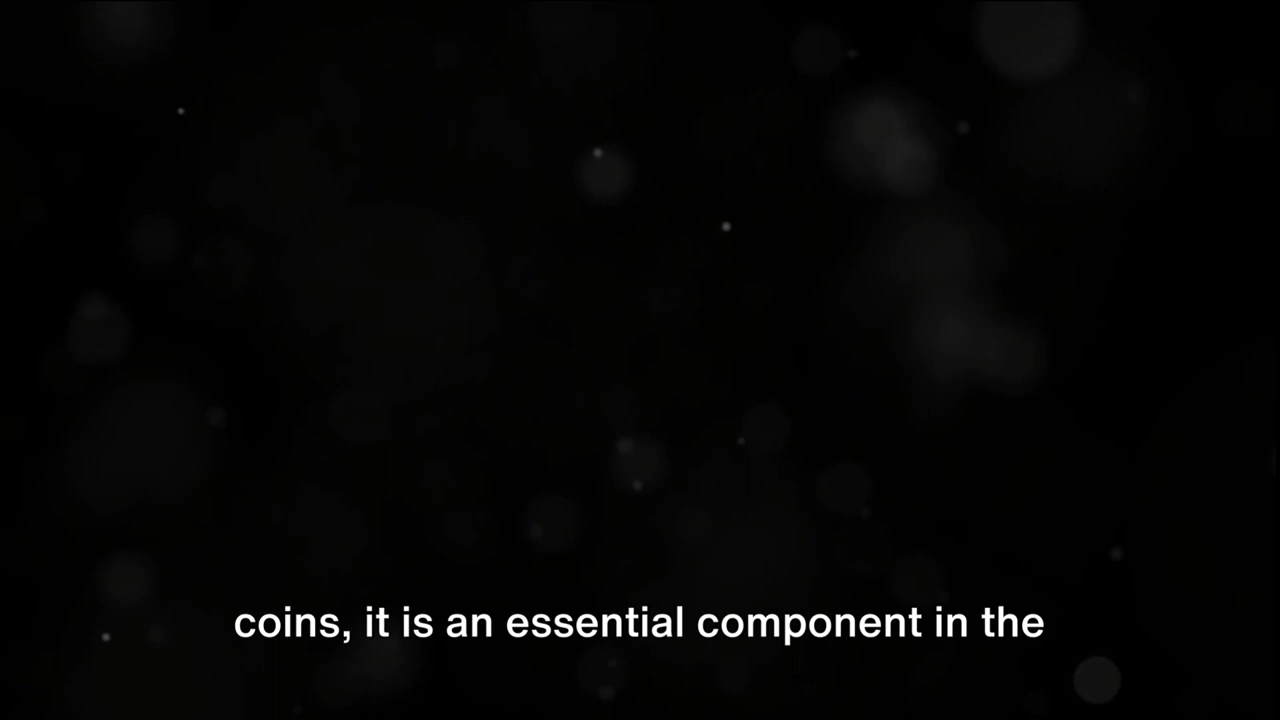 coins, it is an essential component in the